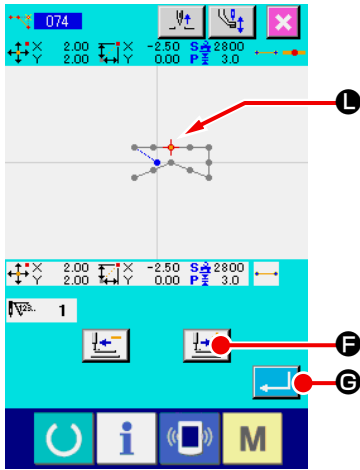 074
X 2.00 X -2.50 S 2800
Y 2.00 Y 0.00 P 3.0
L
X 2.00 X -2.50 S 2800
Y 2.00 Y 0.00 P 3.0
123.. 1
F
G
i M